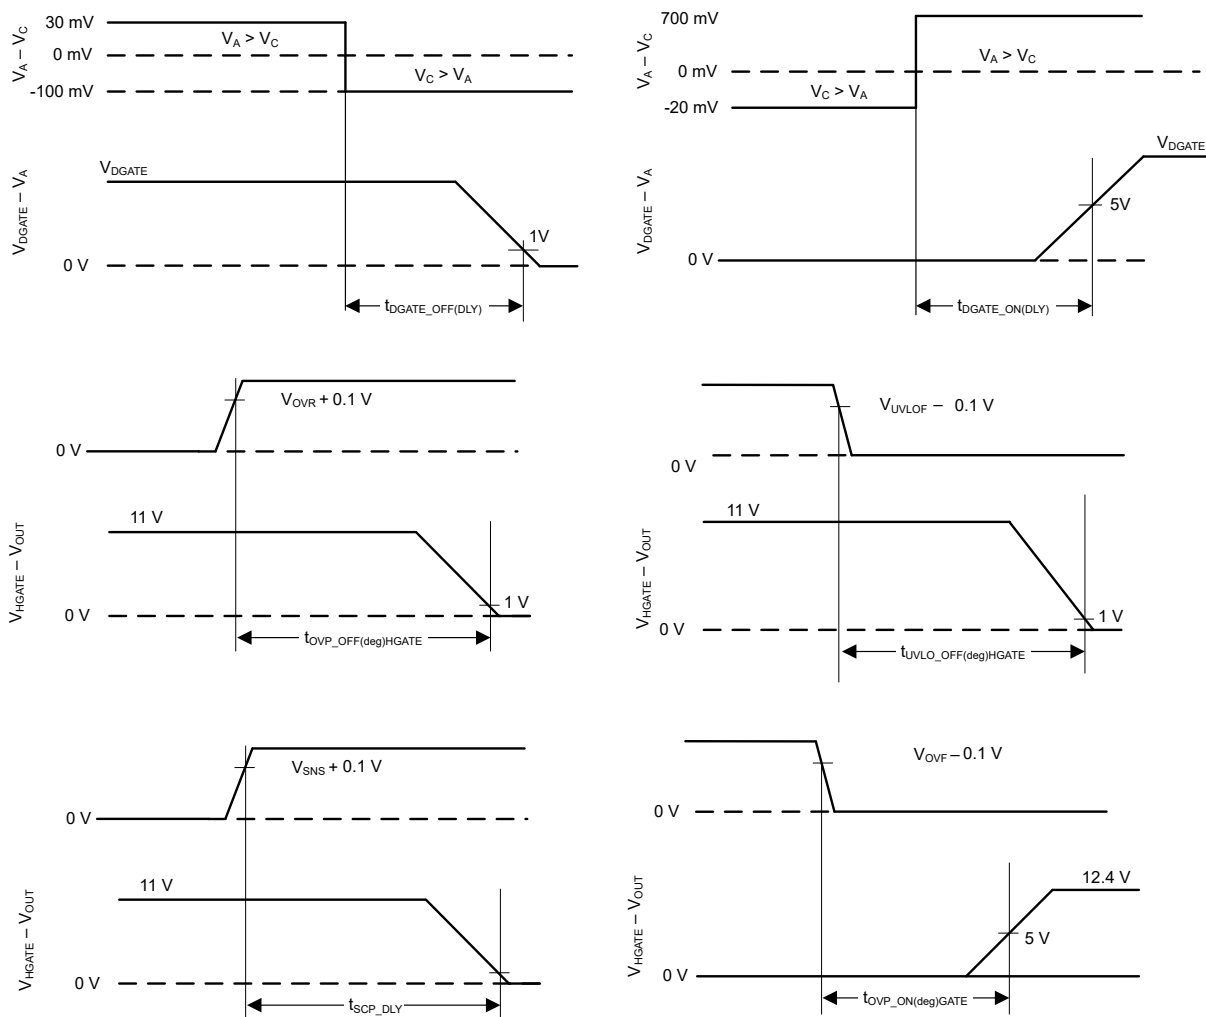 30 mV
V_A > V_C
0 mV
V_C > V_A
-100 mV
V_A – V_C
V_DGATE
V_DGATE – V_A
1V
0 V
t_DGATE_OFF(DLY)
700 mV
V_A > V_C
0 mV
V_C > V_A
-20 mV
V_A – V_C
V_DGATE
V_DGATE – V_A
5V
0 V
t_DGATE_ON(DLY)
V_OVR + 0.1 V
0 V
11 V
V_HGATE – V_OUT
1 V
0 V
t_OVP_OFF(deg)HGATE
V_UVLOF – 0.1 V
0 V
11 V
V_HGATE – V_OUT
1 V
0 V
t_UVLO_OFF(deg)HGATE
V_SNS + 0.1 V
0 V
11 V
V_HGATE – V_OUT
0 V
t_SCP_DLY
V_OVF – 0.1 V
0 V
12.4 V
V_HGATE – V_OUT
5 V
0 V
t_OVP_ON(deg)GATE